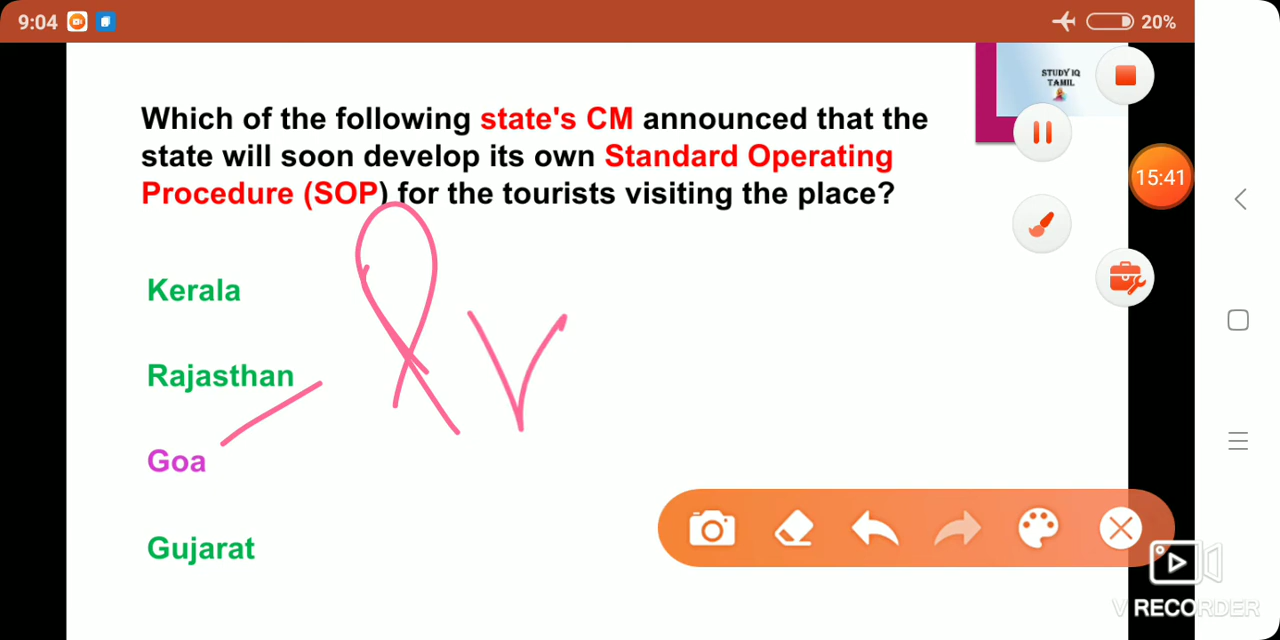 9:04
20%
STUDY IQ
TAMIL
Which of the following state's CM announced that the
state will soon develop its own Standard Operating
Procedure (SOP) for the tourists visiting the place?
15:41
Kerala
Rajasthan
Goa
Gujarat
V RECORDER